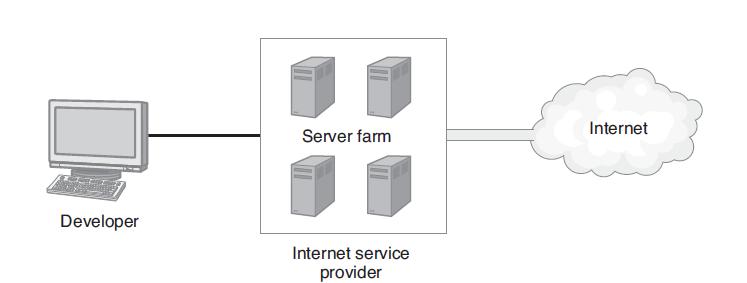 Server farm
Internet
Developer
Internet service
provider